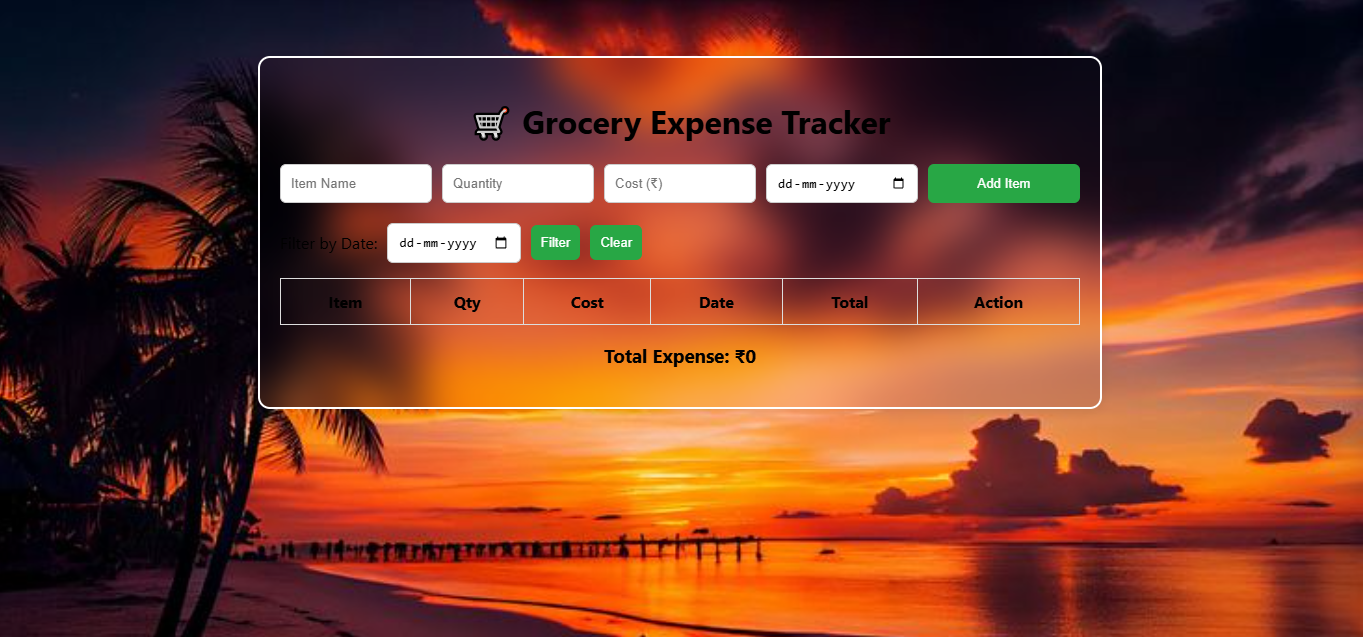 🛒 Grocery Expense Tracker
Item Name Quantity Cost (₹) dd-mm-yyyy Add Item
Filter by Date: dd-mm-yyyy Filter Clear
Item Qty Cost Date Total Action
Total Expense: ₹0